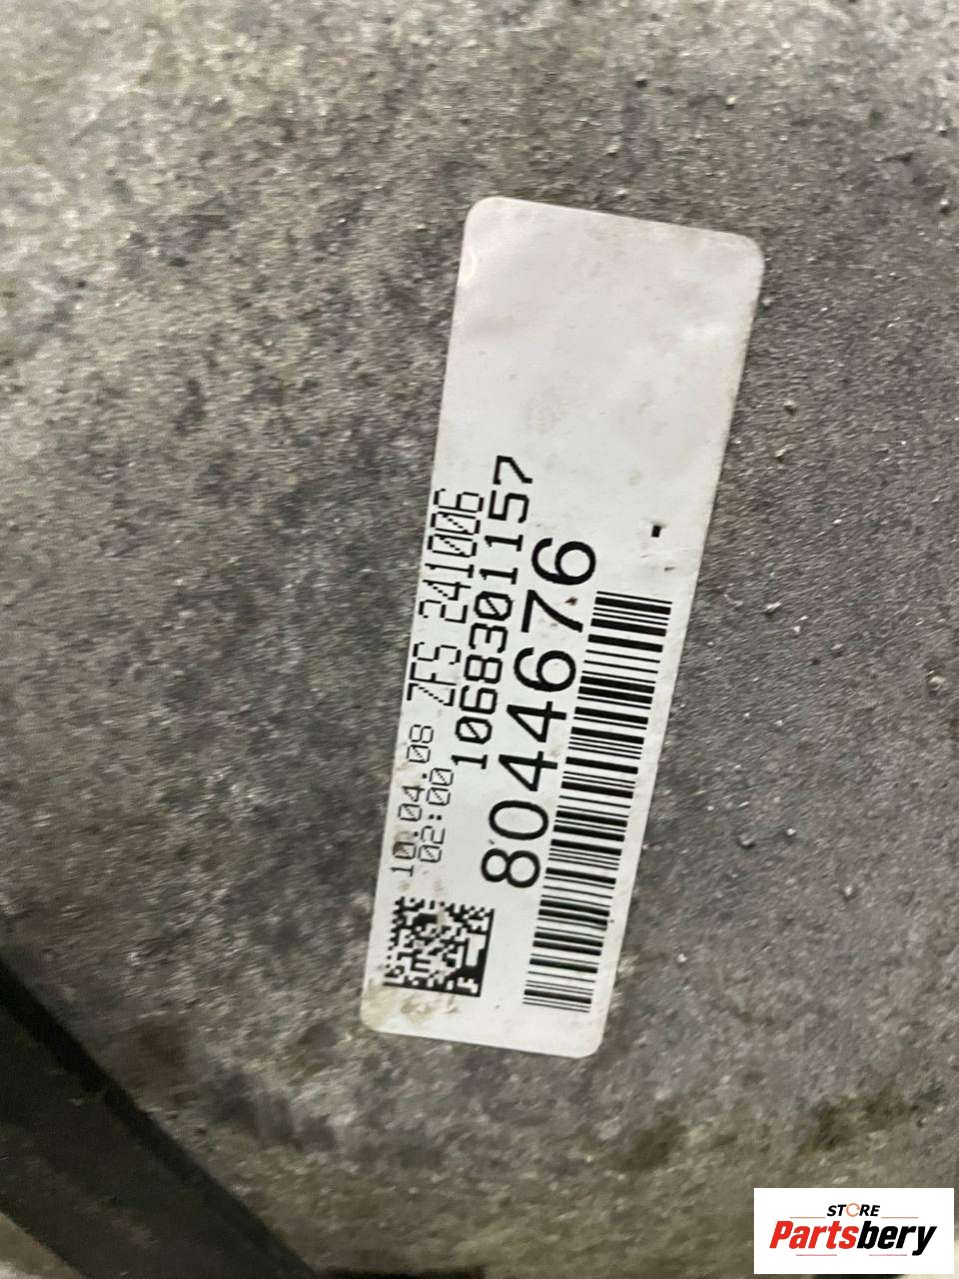 10.04.08 ZFS 241006
02:00
1068301157
8044676
STORE
Partsbery